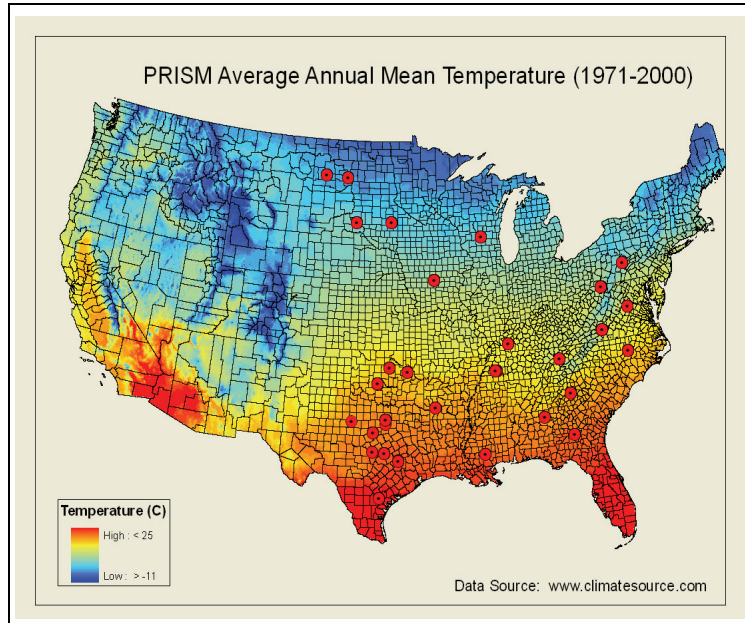 PRISM Average Annual Mean Temperature (1971-2000)
Temperature (C)
High : < 25
Low : > -11
Data Source: www.climatesource.com